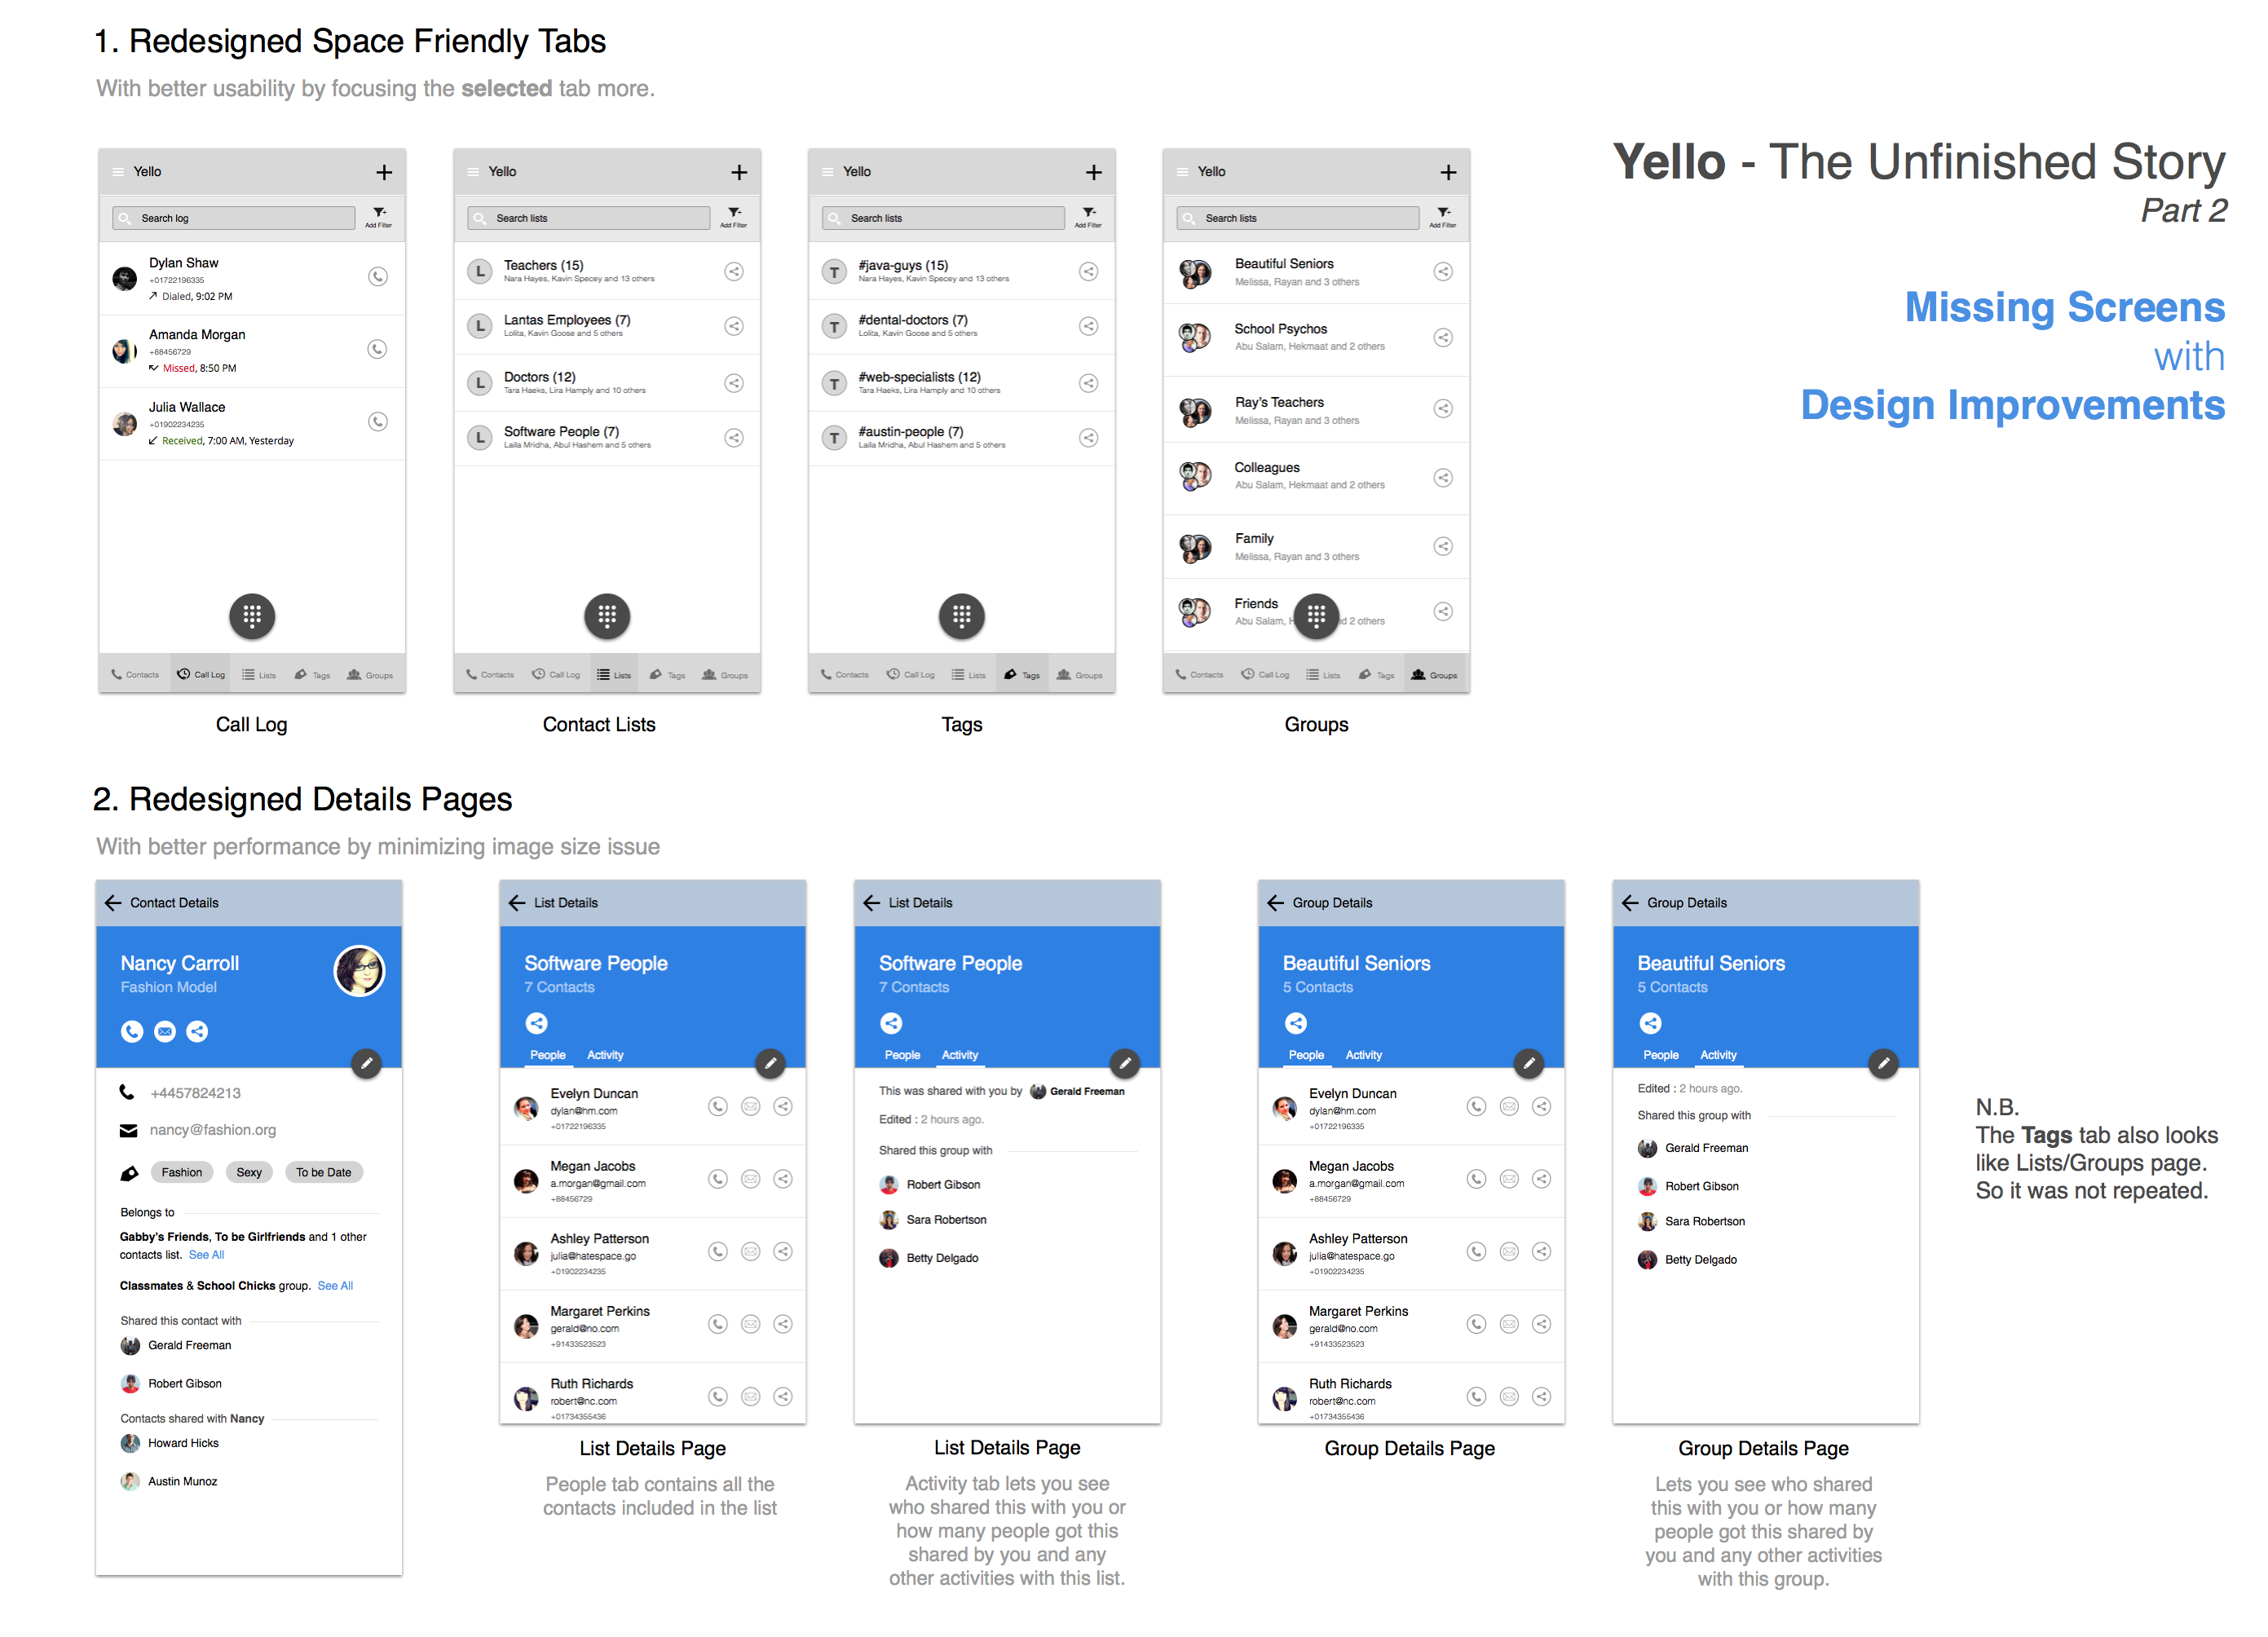 1. Redesigned Space Friendly Tabs
With better usability by focusing the selected tab more.
Yello - The Unfinished Story
Part 2
Missing Screens
with
Design Improvements
Yello
Search log
Add Filter
Dylan Shaw
+01722196335
Dialed, 9:02 PM
Amanda Morgan
+88456729
Missed, 8:50 PM
Julia Wallace
+01902234235
Received, 7:00 AM, Yesterday
Contacts Call Log Lists Tags Groups
Call Log
Yello
Search lists
Add Filter
L
Teachers (15)
Nara Hayes, Kavin Specey and 13 others
L
Lantas Employees (7)
Lolita, Kavin Goose and 5 others
L
Doctors (12)
Tara Haeks, Lira Hamply and 10 others
L
Software People (7)
Laila Mridha, Abul Hashem and 5 others
Contacts Call Log Lists Tags Groups
Contact Lists
Yello
Search lists
Add Filter
T
#java-guys (15)
Nara Hayes, Kavin Specey and 13 others
T
#dental-doctors (7)
Lolita, Kavin Goose and 5 others
T
#web-specialists (12)
Tara Haeks, Lira Hamply and 10 others
T
#austin-people (7)
Laila Mridha, Abul Hashem and 5 others
Contacts Call Log Lists Tags Groups
Tags
Yello
Search lists
Add Filter
Beautiful Seniors
Melissa, Rayan and 3 others
School Psychos
Abu Salam, Hekmaat and 2 others
Ray's Teachers
Melissa, Rayan and 3 others
Colleagues
Abu Salam, Hekmaat and 2 others
Family
Melissa, Rayan and 3 others
Friends
Abu Salam, H d 2 others
Contacts Call Log Lists Tags Groups
Groups
2. Redesigned Details Pages
With better performance by minimizing image size issue
Contact Details
Nancy Carroll
Fashion Model
+4457824213
nancy@fashion.org
Fashion Sexy To be Date
Belongs to
Gabby's Friends, To be Girlfriends and 1 other
contacts list. See All
Classmates & School Chicks group. See All
Shared this contact with
Gerald Freeman
Robert Gibson
Contacts shared with Nancy
Howard Hicks
Austin Munoz
List Details
Software People
7 Contacts
People Activity
Evelyn Duncan
dylan@hm.com
+01722196335
Megan Jacobs
a.morgan@gmail.com
+88456729
Ashley Patterson
julia@hatespace.go
+01902234235
Margaret Perkins
gerald@no.com
+91433523523
Ruth Richards
robert@nc.com
+01734355436
List Details Page
People tab contains all the
contacts included in the list
List Details
Software People
7 Contacts
People Activity
This was shared with you by Gerald Freeman
Edited : 2 hours ago.
Shared this group with
Robert Gibson
Sara Robertson
Betty Delgado
List Details Page
Activity tab lets you see
who shared this with you or
how many people got this
shared by you and any
other activities with this list.
Group Details
Beautiful Seniors
5 Contacts
People Activity
Evelyn Duncan
dylan@hm.com
+01722196335
Megan Jacobs
a.morgan@gmail.com
+88456729
Ashley Patterson
julia@hatespace.go
+01902234235
Margaret Perkins
gerald@no.com
+91433523523
Ruth Richards
robert@nc.com
+01734355436
Group Details Page
Group Details
Beautiful Seniors
5 Contacts
People Activity
Edited : 2 hours ago.
Shared this group with
Gerald Freeman
Robert Gibson
Sara Robertson
Betty Delgado
Group Details Page
Lets you see who shared
this with you or how many
people got this shared by
you and any other activities
with this group.
N.B.
The Tags tab also looks
like Lists/Groups page.
So it was not repeated.